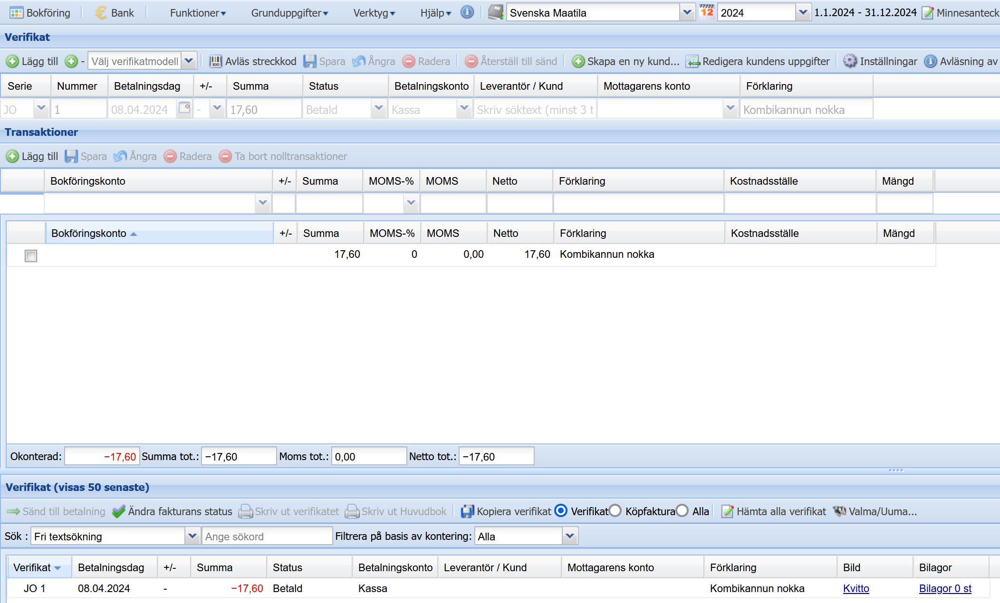 Bokföring Bank Funktioner Grunduppgifter Verktyg Hjälp Svenska Maatila 12 2024 1.1.2024 - 31.12.2024 Minnesanteck
Verifikat
Lägg till - Välj verifikatmodell Avläs streckkod Spara Ångra Radera Återställ till sänd Skapa en ny kund... Redigera kundens uppgifter Inställningar Avläsning av
Serie Nummer Betalningsdag +/- Summa Status Betalningskonto Leverantör / Kund Mottagarens konto Förklaring
JO 1 08.04.2024 - 17,60 Betald Kassa Skriv söktext (minst 3 t Kombikannun nokka
Transaktioner
Lägg till Spara Ångra Radera Ta bort nolltransaktioner
Bokföringskonto +/- Summa MOMS-% MOMS Netto Förklaring Kostnadsställe Mängd
Bokföringskonto +/- Summa MOMS-% MOMS Netto Förklaring Kostnadsställe Mängd
17,60 0 0,00 17,60 Kombikannun nokka
Okonterad: −17,60 Summa tot.: −17,60 Moms tot.: 0,00 Netto tot.: −17,60
Verifikat (visas 50 senaste)
Sänd till betalning Ändra fakturans status Skriv ut verifikatet Skriv ut Huvudbok Kopiera verifikat Verifikat Köpfaktura Alla Hämta alla verifikat Valma/Uuma...
Sök : Fri textsökning Ange sökord Filtrera på basis av kontering: Alla
Verifikat Betalningsdag +/- Summa Status Betalningskonto Leverantör / Kund Mottagarens konto Förklaring Bild Bilagor
JO 1 08.04.2024 - −17,60 Betald Kassa Kombikannun nokka Kvitto Bilagor 0 st